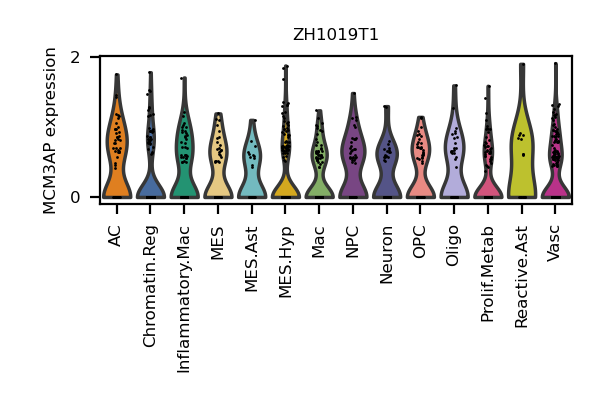 ZH1019T1
MCM3AP expression
2
0
AC
Chromatin.Reg
Inflammatory.Mac
MES
MES.Ast
MES.Hyp
Mac
NPC
Neuron
OPC
Oligo
Prolif.Metab
Reactive.Ast
Vasc